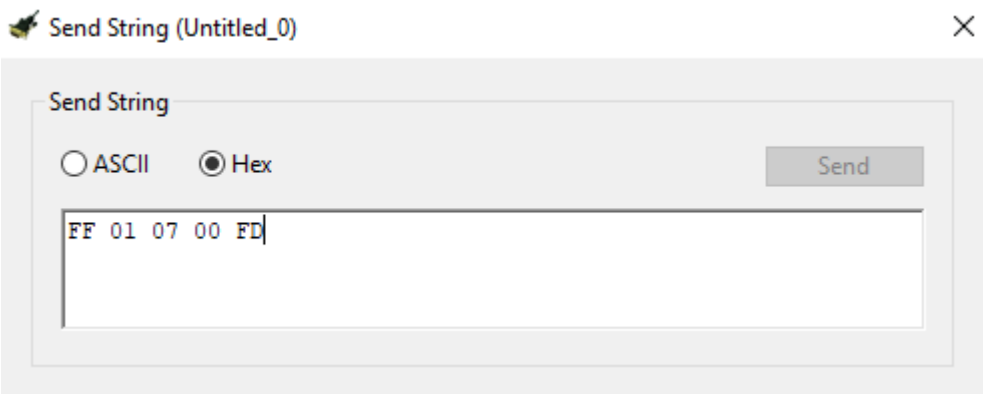 Send String (Untitled_0)
Send String
ASCII Hex Send
FF 01 07 00 FD